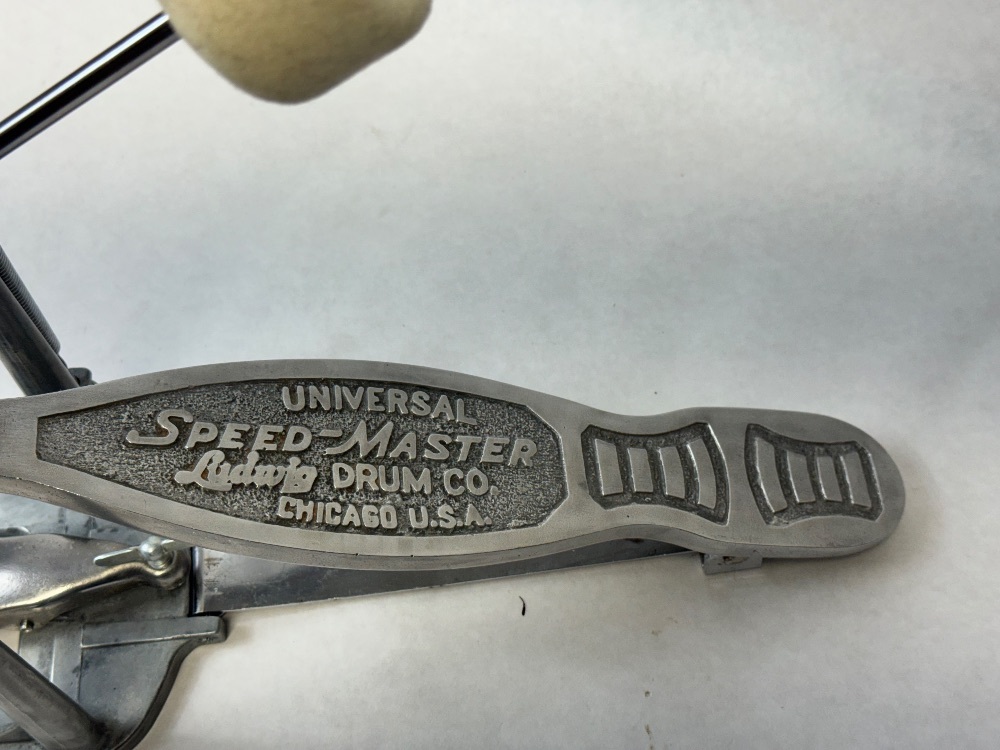 UNIVERSAL
SPEED-MASTER
Ludwig DRUM CO.
CHICAGO U.S.A.